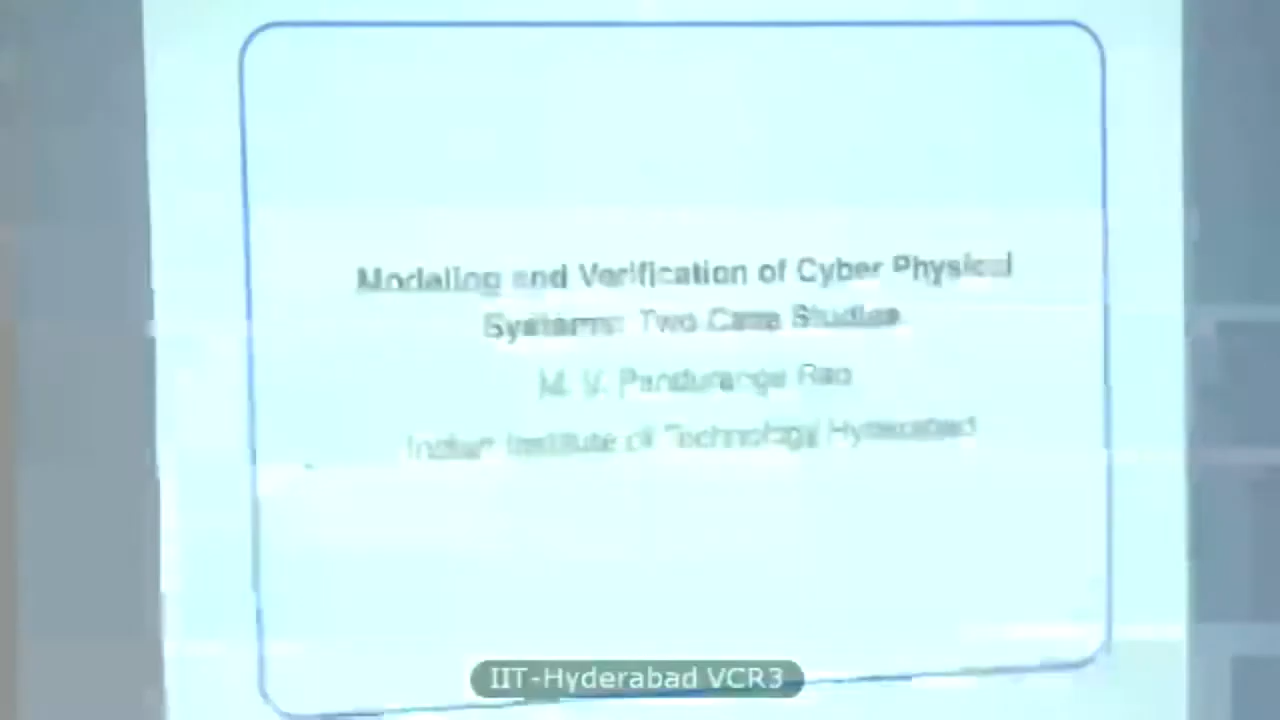 Modeling and Verification of Cyber Physical
Systems: Two Case Studies
M. V. Panduranga Rao
Indian Institute of Technology Hyderabad
IIT-Hyderabad VCR3